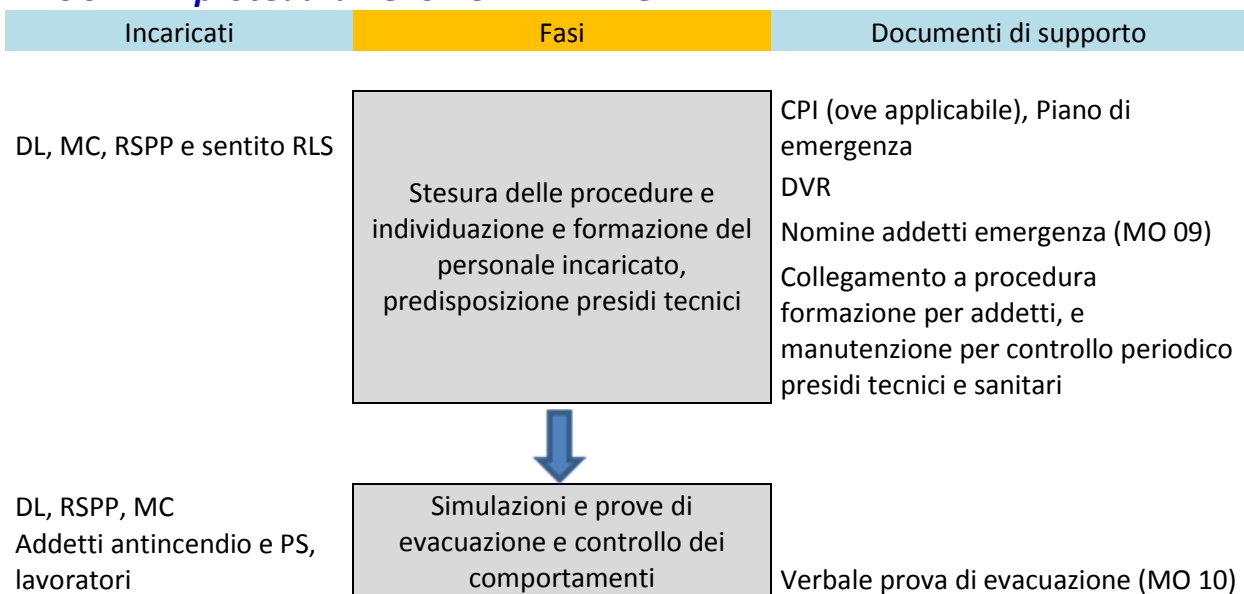 Incaricati
Fasi
Documenti di supporto
DL, MC, RSPP e sentito RLS
Stesura delle procedure e
individuazione e formazione del
personale incaricato,
predisposizione presidi tecnici
CPI (ove applicabile), Piano di
emergenza
DVR
Nomine addetti emergenza (MO 09)
Collegamento a procedura
formazione per addetti, e
manutenzione per controllo periodico
presidi tecnici e sanitari
DL, RSPP, MC
Addetti antincendio e PS,
lavoratori
Simulazioni e prove di
evacuazione e controllo dei
comportamenti
Verbale prova di evacuazione (MO 10)